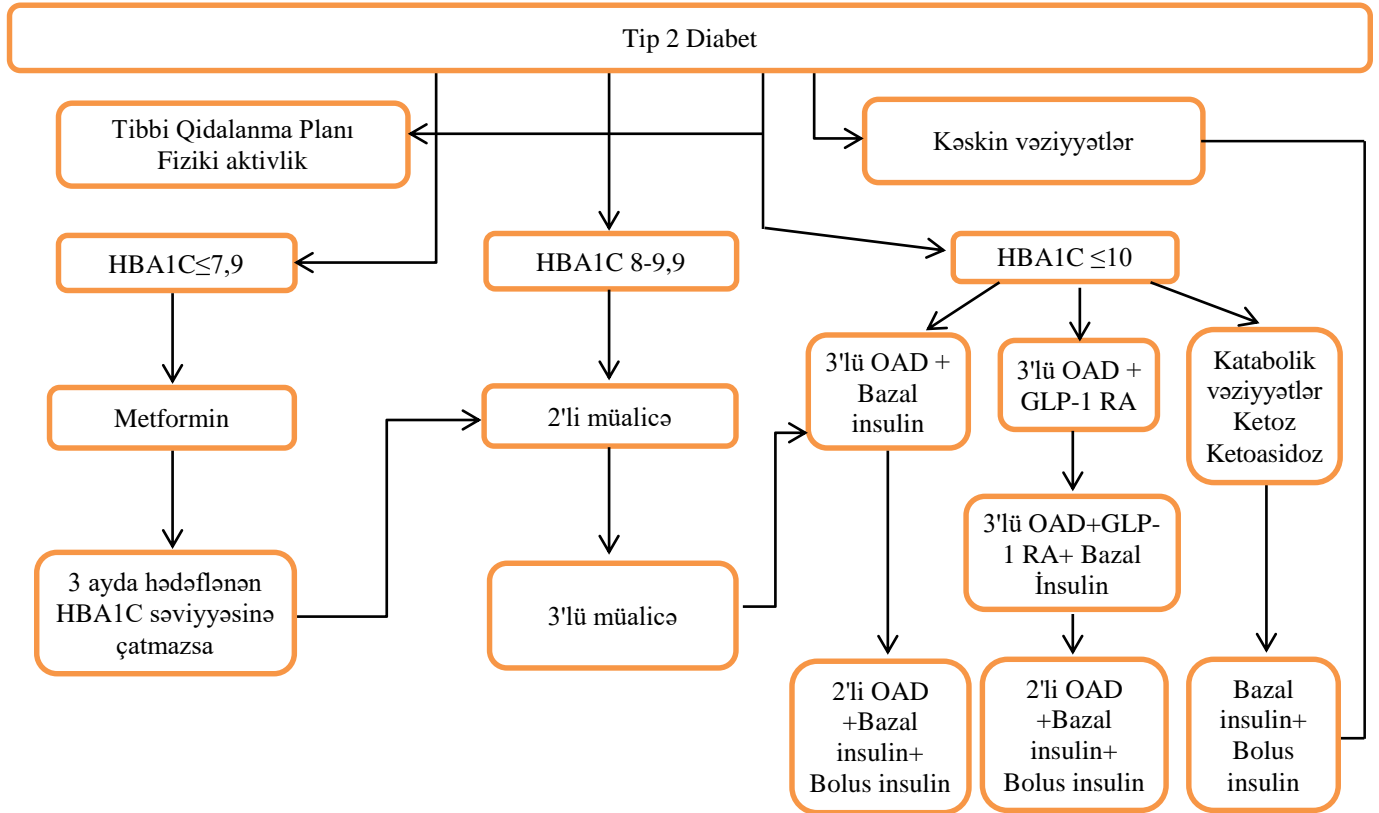 Tip 2 Diabet
Tibbi Qidalanma Planı
Fiziki aktivlik
Kəskin vəziyyətlər
HBA1C≤7,9
HBA1C 8-9,9
HBA1C ≤10
Metformin
2'li müalicə
3'lü OAD +
Bazal
insulin
3'lü OAD +
GLP-1 RA
Katabolik
vəziyyətlər
Ketoz
Ketoasidoz
3 ayda hədəflənən
HBA1C səviyyəsinə
çatmazsa
3'lü müalicə
3'lü OAD+GLP-
1 RA+ Bazal
İnsulin
2'li OAD
+Bazal
insulin+
Bolus insulin
2'li OAD
+Bazal
insulin+
Bolus insulin
Bazal
insulin+
Bolus
insulin